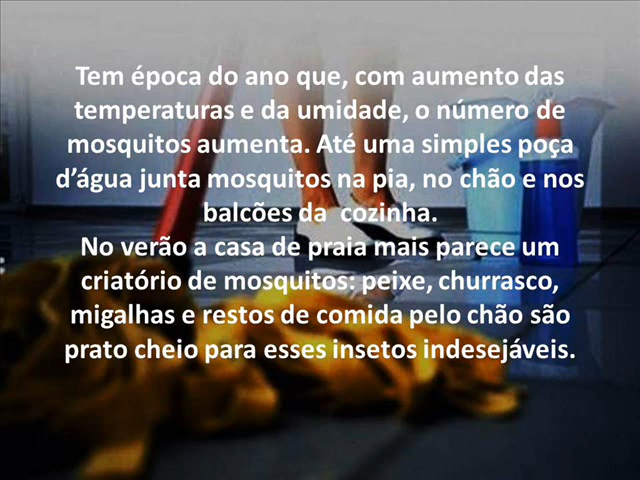 Tem época do ano que, com aumento das
temperaturas e da umidade, o número de
mosquitos aumenta. Até uma simples poça
d’água junta mosquitos na pia, no chão e nos
balcões da cozinha.
No verão a casa de praia mais parece um
criatório de mosquitos: peixe, churrasco,
migalhas e restos de comida pelo chão são
prato cheio para esses insetos indesejáveis.